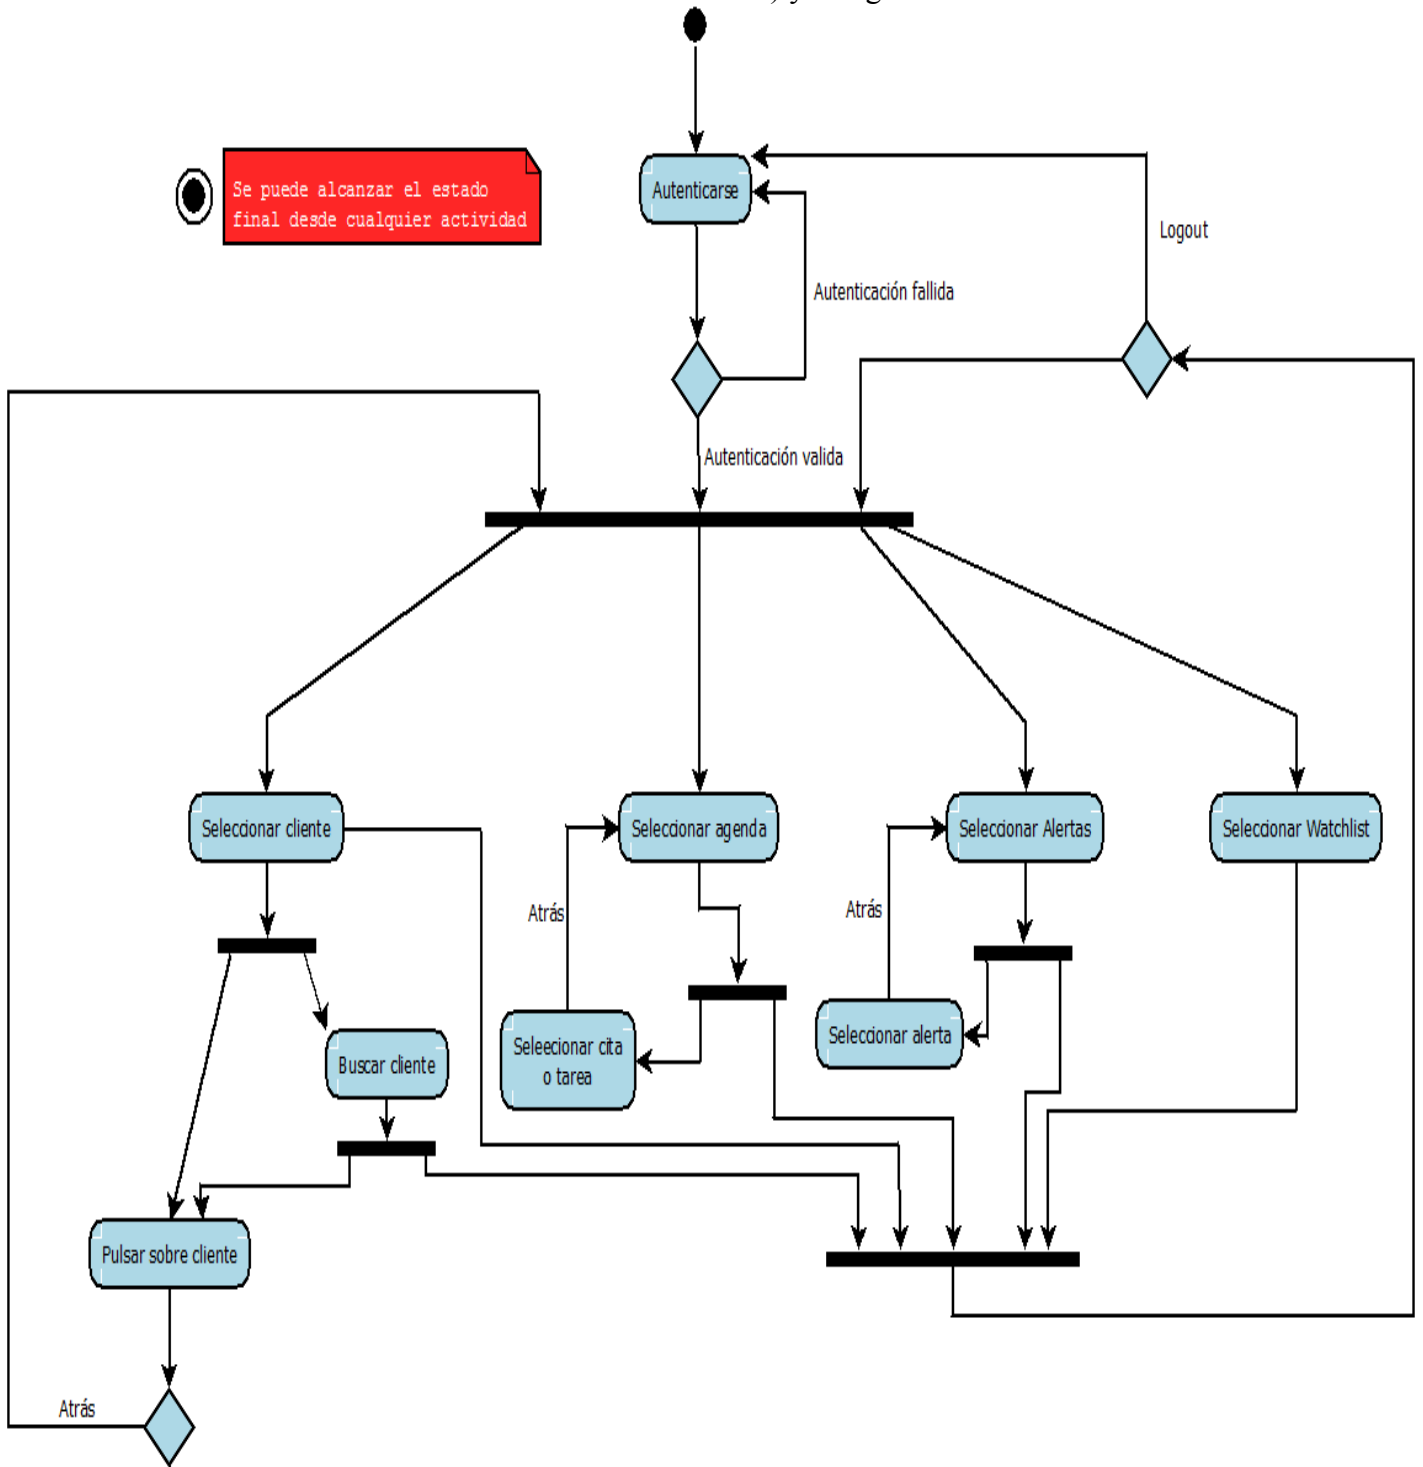 y
Se puede alcanzar el estado
final desde cualquier actividad
Autenticarse
Logout
Autenticación fallida
Autenticación valida
Seleccionar cliente
Seleccionar agenda
Seleccionar Alertas
Seleccionar Watchlist
Atrás
Atrás
Buscar cliente
Seleecionar cita
o tarea
Seleccionar alerta
Pulsar sobre cliente
Atrás